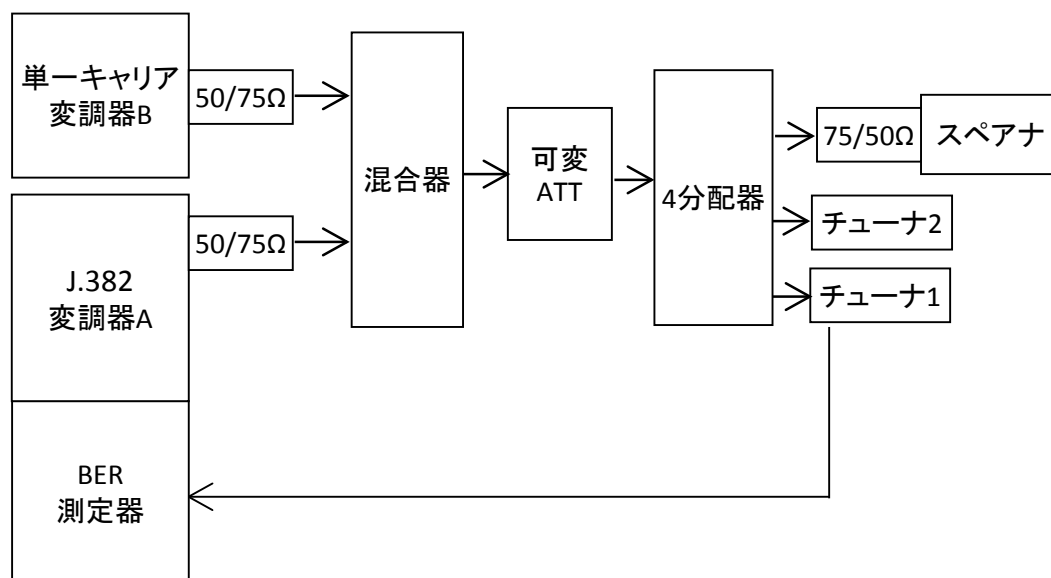 単一キャリア
変調器B
50/75Ω
J.382
変調器A
50/75Ω
BER
測定器
混合器
可変
ATT
4分配器
75/50Ω
スペアナ
チューナ2
チューナ1